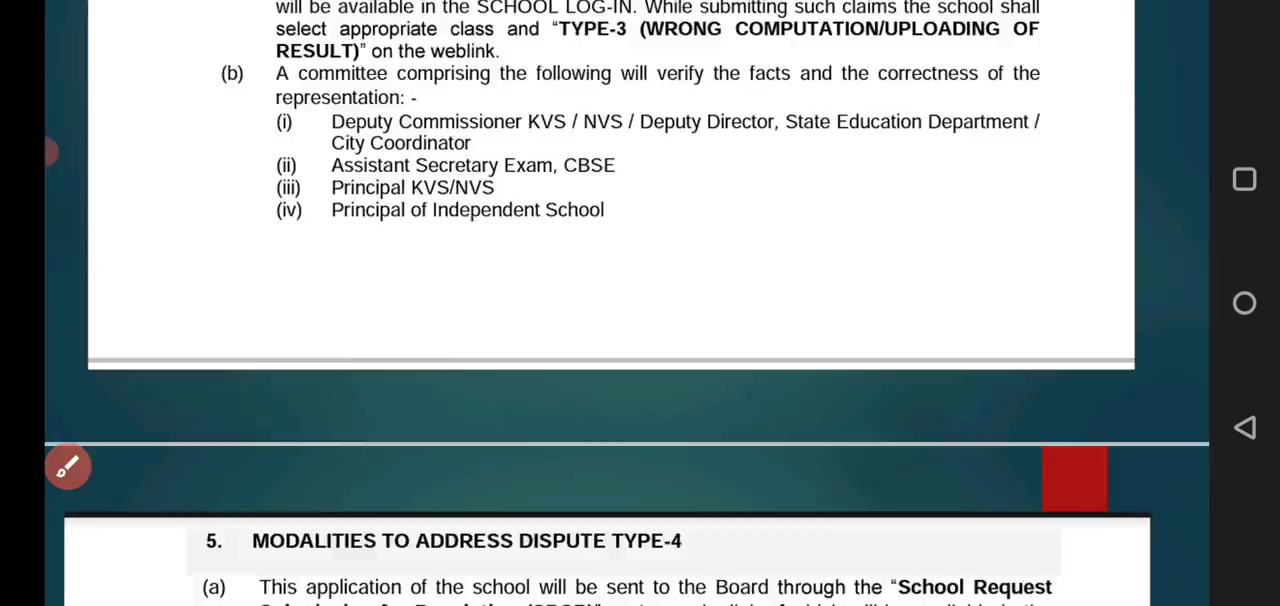 will be available in the SCHOOL LOG-IN. While submitting such claims the school shall
select appropriate class and “TYPE-3 (WRONG COMPUTATION/UPLOADING OF
RESULT)” on the weblink.
(b) A committee comprising the following will verify the facts and the correctness of the
representation: -
(i) Deputy Commissioner KVS / NVS / Deputy Director, State Education Department /
City Coordinator
(ii) Assistant Secretary Exam, CBSE
(iii) Principal KVS/NVS
(iv) Principal of Independent School
5. MODALITIES TO ADDRESS DISPUTE TYPE-4
(a) This application of the school will be sent to the Board through the “School Request